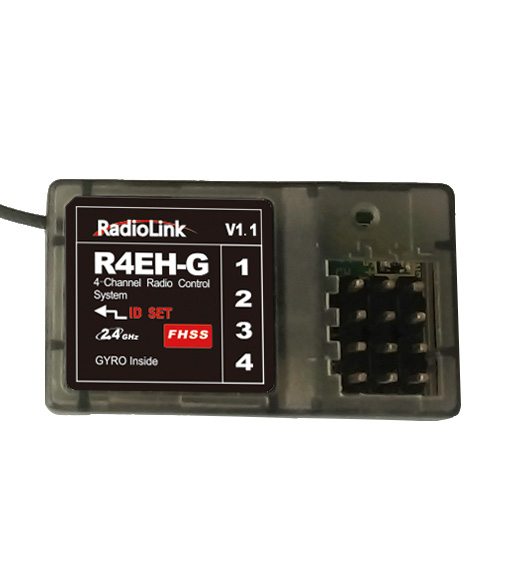 RadioLink V1.1
R4EH-G
4-Channel Radio Control
System
ID SET
2.4GHz FHSS
GYRO Inside
1
2
3
4